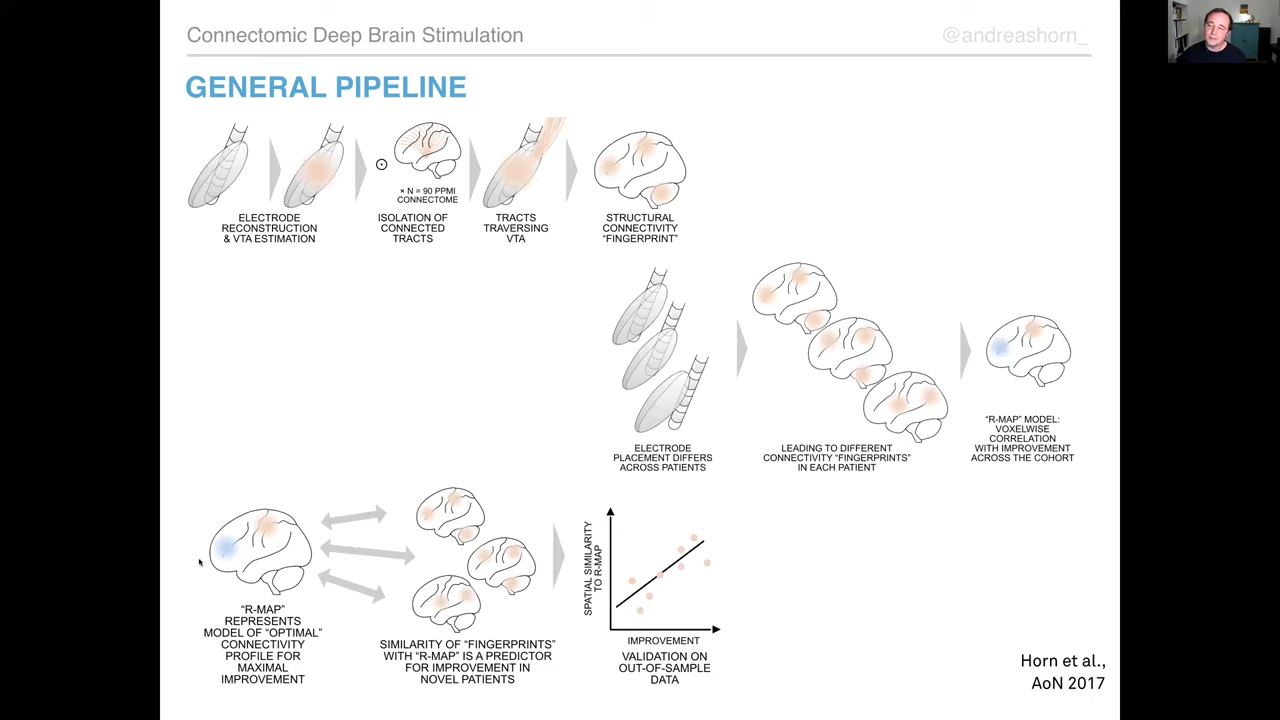 Connectomic Deep Brain Stimulation
@andreashorn_
GENERAL PIPELINE
ELECTRODE
RECONSTRUCTION
& VTA ESTIMATION
⊙
× N = 90 PPMI
CONNECTOME
ISOLATION OF
CONNECTED
TRACTS
TRACTS
TRAVERSING
VTA
STRUCTURAL
CONNECTIVITY
“FINGERPRINT”
ELECTRODE
PLACEMENT DIFFERS
ACROSS PATIENTS
LEADING TO DIFFERENT
CONNECTIVITY “FINGERPRINTS”
IN EACH PATIENT
“R-MAP” MODEL:
VOXELWISE
CORRELATION
WITH IMPROVEMENT
ACROSS THE COHORT
“R-MAP”
REPRESENTS
MODEL OF “OPTIMAL”
CONNECTIVITY
PROFILE FOR
MAXIMAL
IMPROVEMENT
SIMILARITY OF “FINGERPRINTS”
WITH “R-MAP” IS A PREDICTOR
FOR IMPROVEMENT IN
NOVEL PATIENTS
SPATIAL SIMILARITY
TO R-MAP
IMPROVEMENT
VALIDATION ON
OUT-OF-SAMPLE
DATA
Horn et al.,
AoN 2017